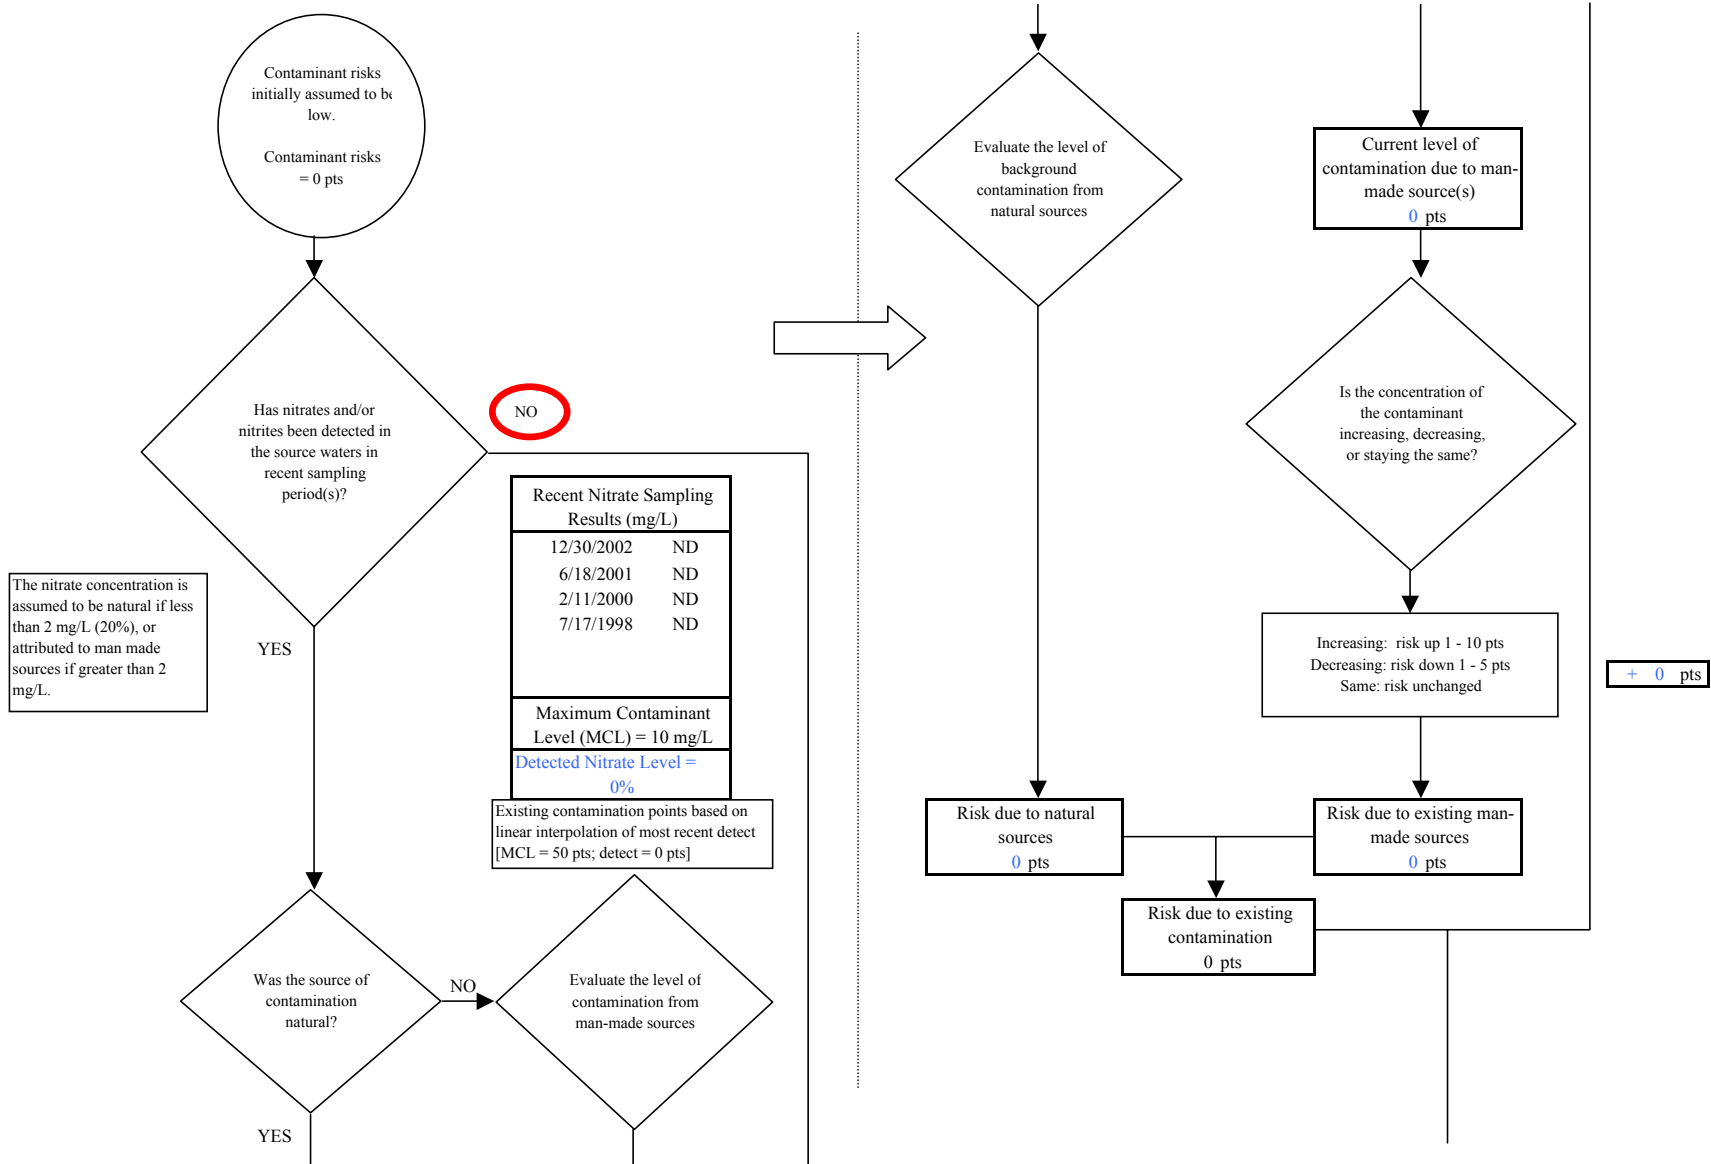 Contaminant risks
initially assumed to be
low.
Contaminant risks
= 0 pts
Has nitrates and/or
nitrites been detected in
the source waters in
recent sampling
period(s)?
NO
Recent Nitrate Sampling
Results (mg/L)
12/30/2002 ND
6/18/2001 ND
2/11/2000 ND
7/17/1998 ND
Maximum Contaminant
Level (MCL) = 10 mg/L
Detected Nitrate Level =
0%
Existing contamination points based on
linear interpolation of most recent detect
[MCL = 50 pts; detect = 0 pts]
The nitrate concentration is
assumed to be natural if less
than 2 mg/L (20%), or
attributed to man made
sources if greater than 2
mg/L.
YES
Was the source of
contamination
natural?
NO
Evaluate the level of
contamination from
man-made sources
YES
Evaluate the level of
background
contamination from
natural sources
Current level of
contamination due to man-
made source(s)
0 pts
Is the concentration of
the contaminant
increasing, decreasing,
or staying the same?
Increasing: risk up 1 - 10 pts
Decreasing: risk down 1 - 5 pts
Same: risk unchanged
+ 0 pts
Risk due to natural
sources
0 pts
Risk due to existing man-
made sources
0 pts
Risk due to existing
contamination
0 pts